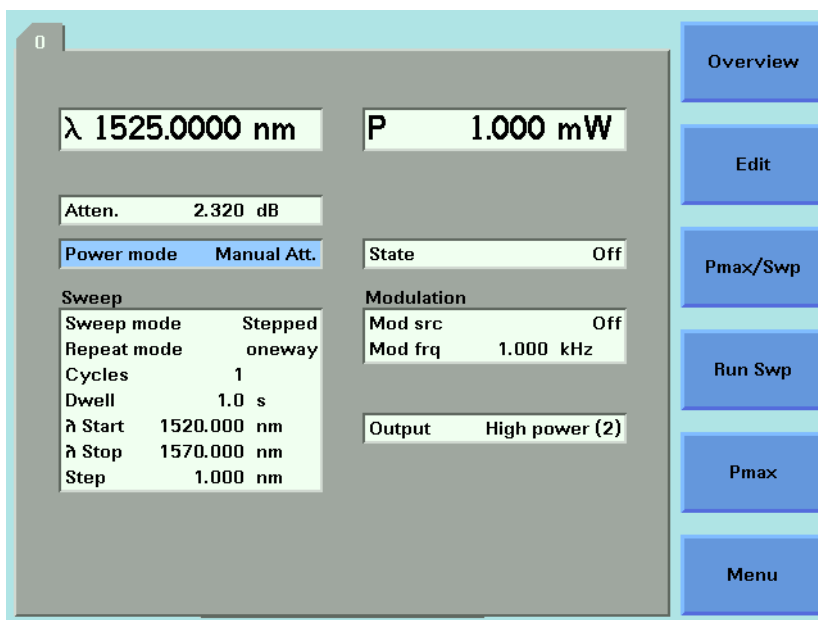 0
λ 1525.0000 nm
P 1.000 mW
Atten. 2.320 dB
Power mode Manual Att.
State Off
Sweep
Sweep mode Stepped
Repeat mode oneway
Cycles 1
Dwell 1.0 s
λ Start 1520.000 nm
λ Stop 1570.000 nm
Step 1.000 nm
Modulation
Mod src Off
Mod frq 1.000 kHz
Output High power (2)
Overview
Edit
Pmax/Swp
Run Swp
Pmax
Menu